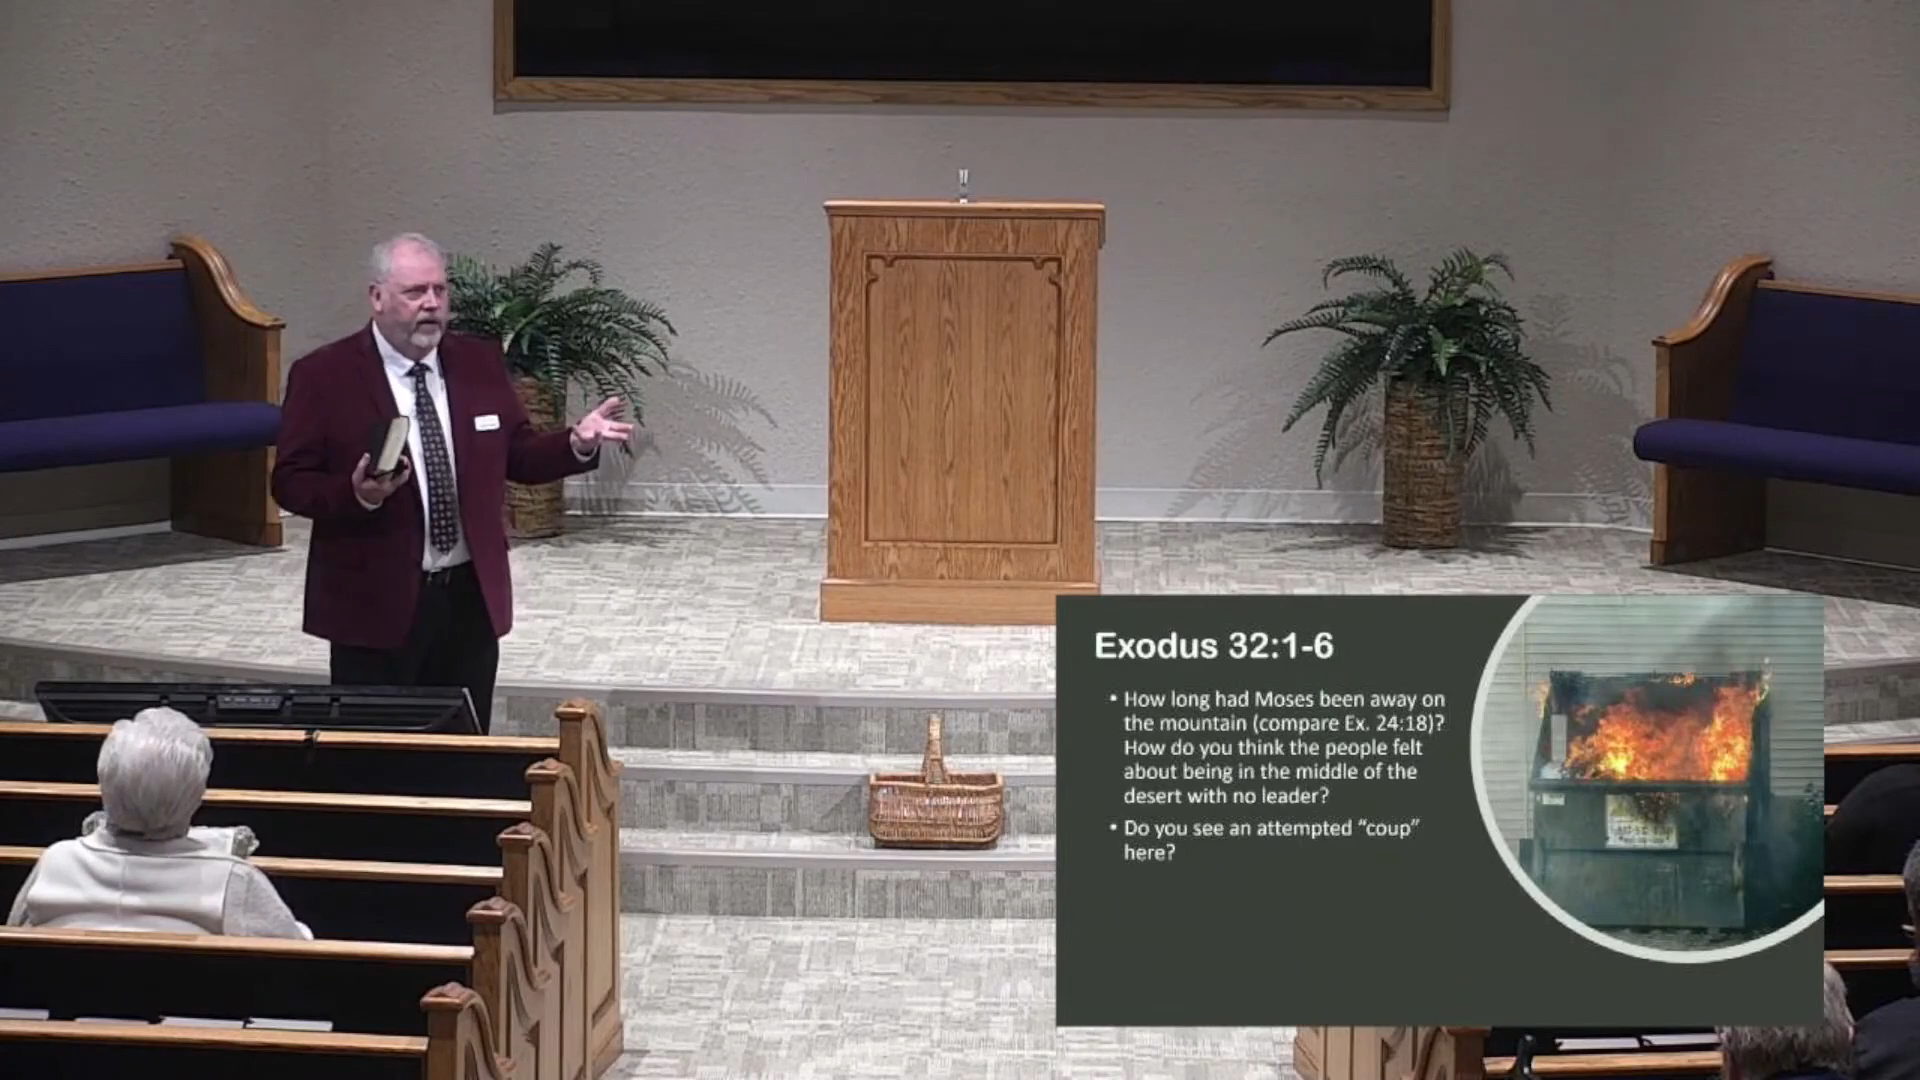 Exodus 32:1-6
• How long had Moses been away on
the mountain (compare Ex. 24:18)?
How do you think the people felt
about being in the middle of the
desert with no leader?
• Do you see an attempted “coup”
here?